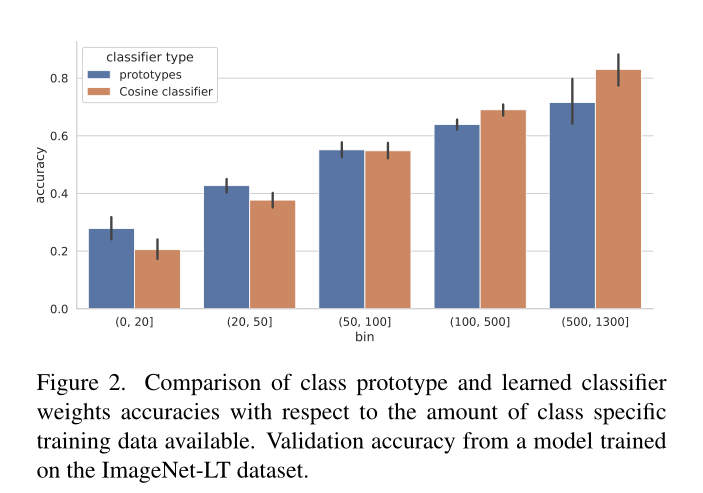 classifier type
prototypes
Cosine classifier
accuracy
0.8
0.6
0.4
0.2
0.0
(0, 20]
(20, 50]
(50, 100]
(100, 500]
(500, 1300]
bin
Figure 2. Comparison of class prototype and learned classifier
weights accuracies with respect to the amount of class specific
training data available. Validation accuracy from a model trained
on the ImageNet-LT dataset.